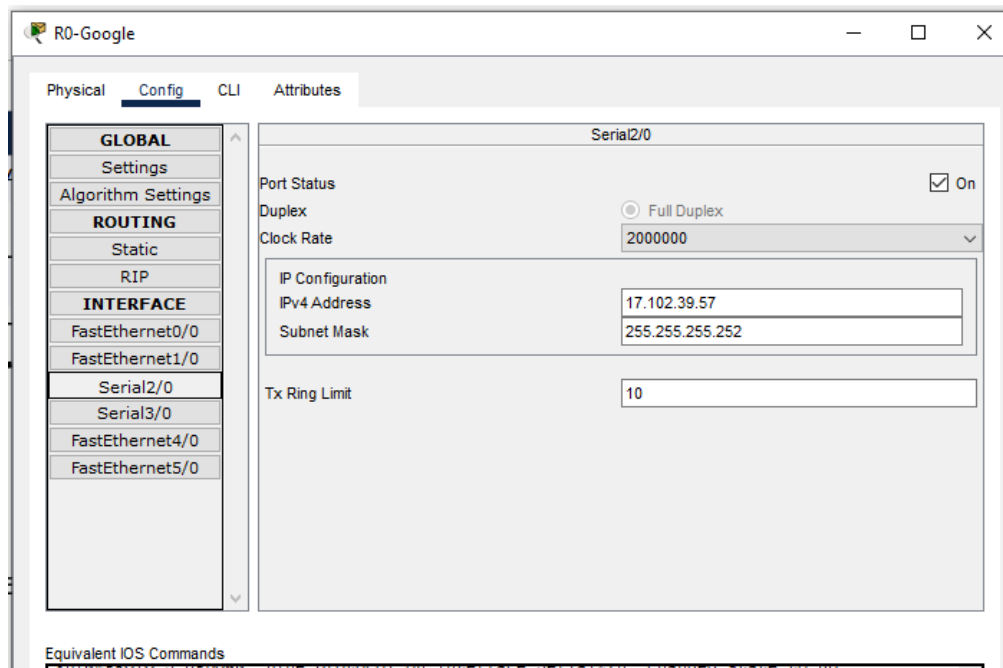 R0-Google
Physical Config CLI Attributes
GLOBAL
Settings
Algorithm Settings
ROUTING
Static
RIP
INTERFACE
FastEthernet0/0
FastEthernet1/0
Serial2/0
Serial3/0
FastEthernet4/0
FastEthernet5/0
Serial2/0
Port Status On
Duplex Full Duplex
Clock Rate 2000000
IP Configuration
IPv4 Address 17.102.39.57
Subnet Mask 255.255.255.252
Tx Ring Limit 10
Equivalent IOS Commands